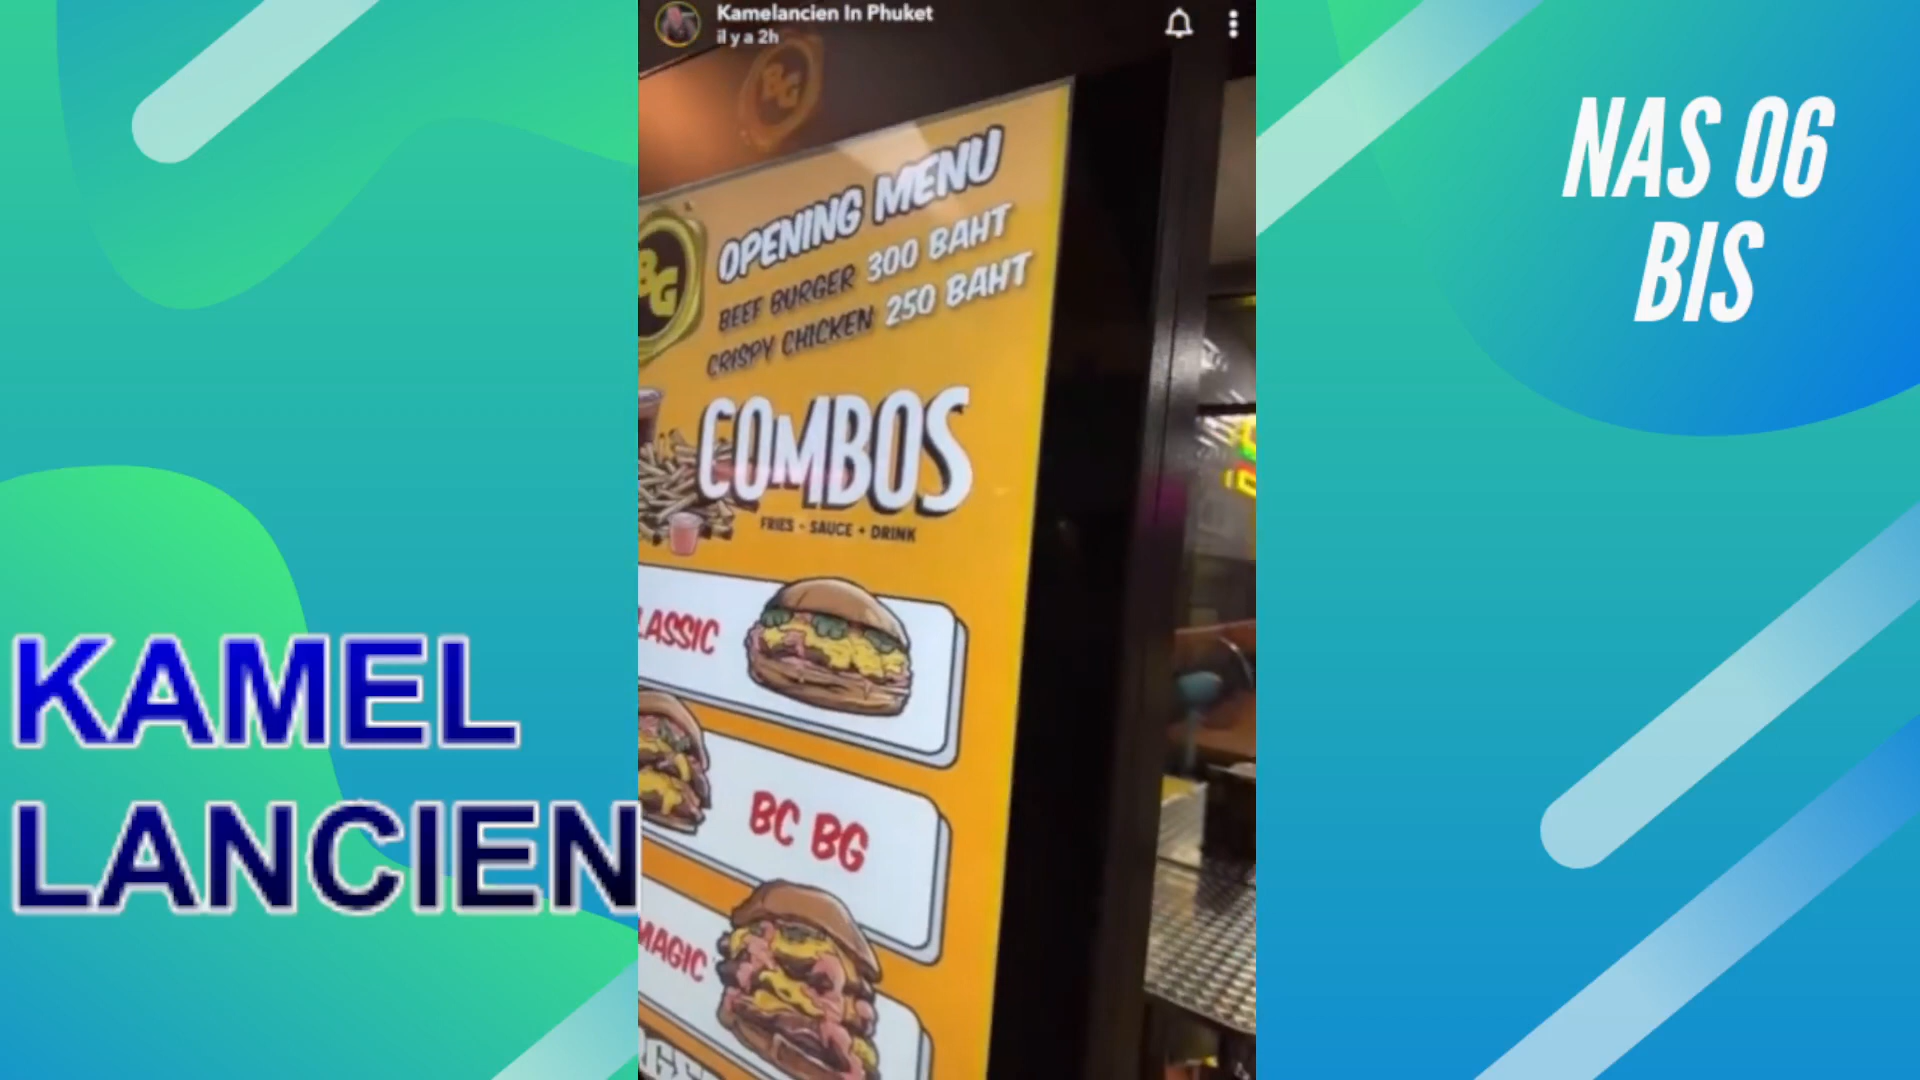 Kamelancien In Phuket
il y a 2h
BG
OPENING MENU
BEEF BURGER 300 BAHT
CRISPY CHICKEN 250 BAHT
BG
COMBOS
FRIES + SAUCE + DRINK
LASSIC
BC BG
MAGIC
NAS 06
BIS
KAMEL
LANCIEN